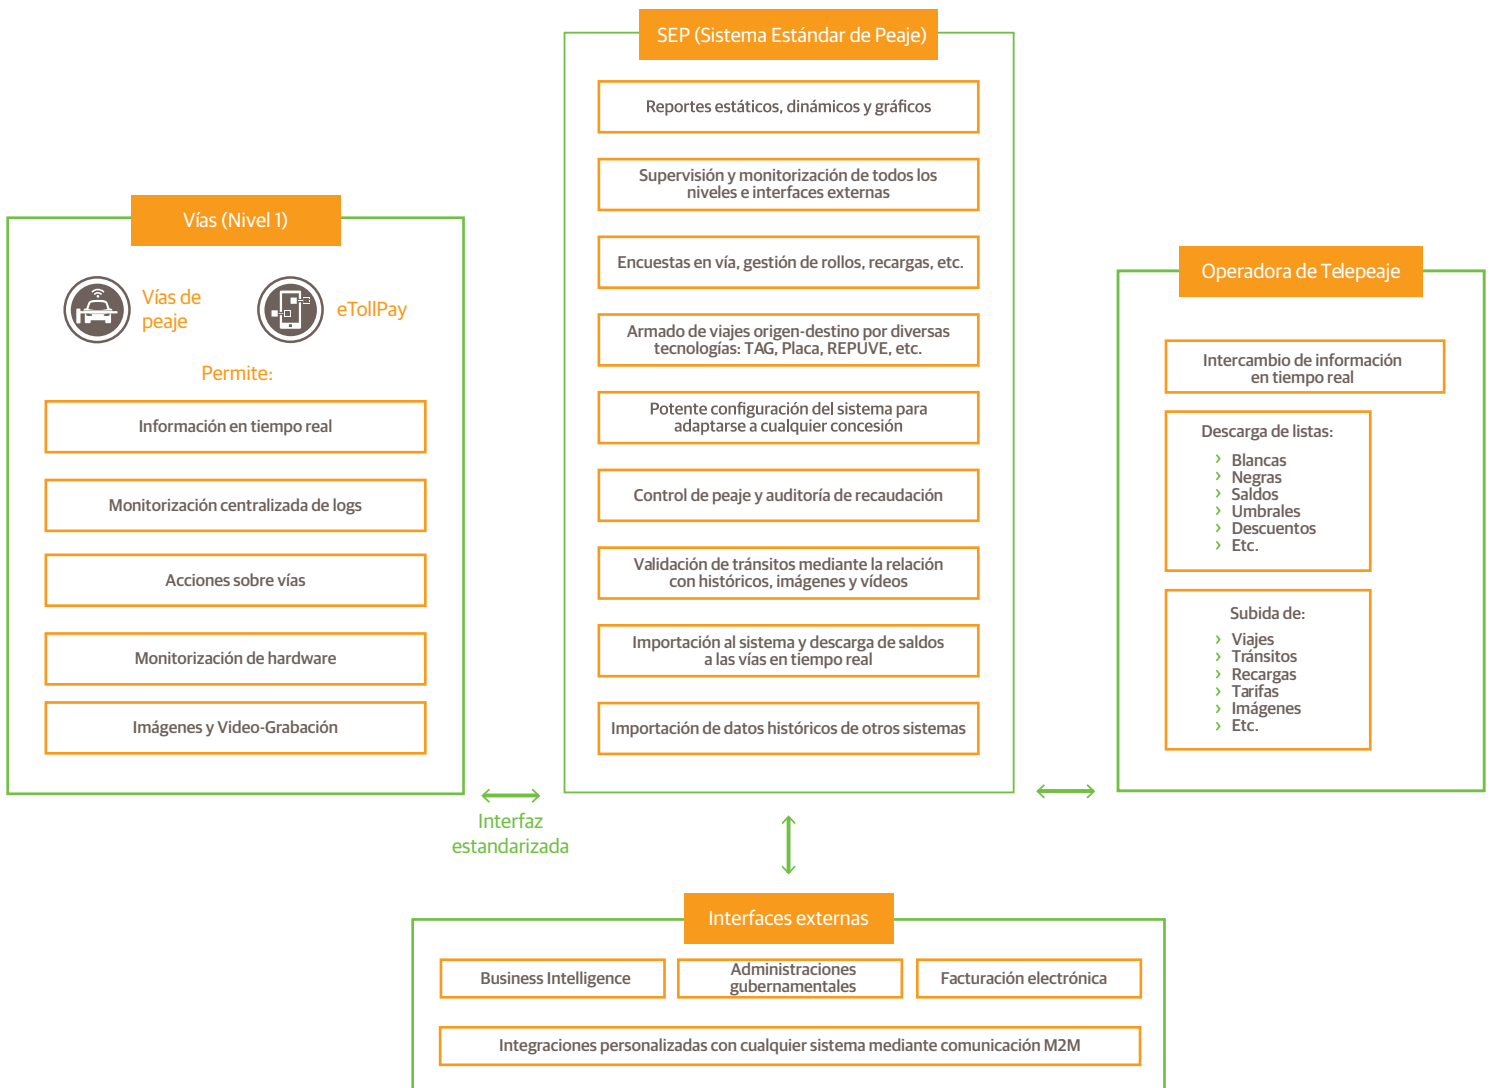 SEP (Sistema Estándar de Peaje)
Reportes estáticos, dinámicos y gráficos
Supervisión y monitorización de todos los
niveles e interfaces externas
Encuestas en vía, gestión de rollos, recargas, etc.
Armado de viajes origen-destino por diversas
tecnologías: TAG, Placa, REPUVE, etc.
Potente configuración del sistema para
adaptarse a cualquier concesión
Control de peaje y auditoría de recaudación
Validación de tránsitos mediante la relación
con históricos, imágenes y vídeos
Importación al sistema y descarga de saldos
a las vías en tiempo real
Importación de datos históricos de otros sistemas
Vías (Nivel 1)
Vías de
peaje
eTollPay
Permite:
Información en tiempo real
Monitorización centralizada de logs
Acciones sobre vías
Monitorización de hardware
Imágenes y Video-Grabación
Operadora de Telepeaje
Intercambio de información
en tiempo real
Descarga de listas:
› Blancas
› Negras
› Saldos
› Umbrales
› Descuentos
› Etc.
Subida de:
› Viajes
› Tránsitos
› Recargas
› Tarifas
› Imágenes
› Etc.
Interfaz
estandarizada
Interfaces externas
Business Intelligence
Administraciones
gubernamentales
Facturación electrónica
Integraciones personalizadas con cualquier sistema mediante comunicación M2M